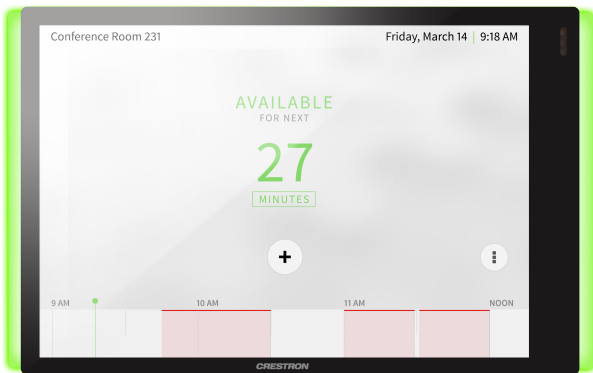 Conference Room 231
Friday, March 14 | 9:18 AM
AVAILABLE
FOR NEXT
27
MINUTES
9 AM 10 AM 11 AM NOON
CRESTRON